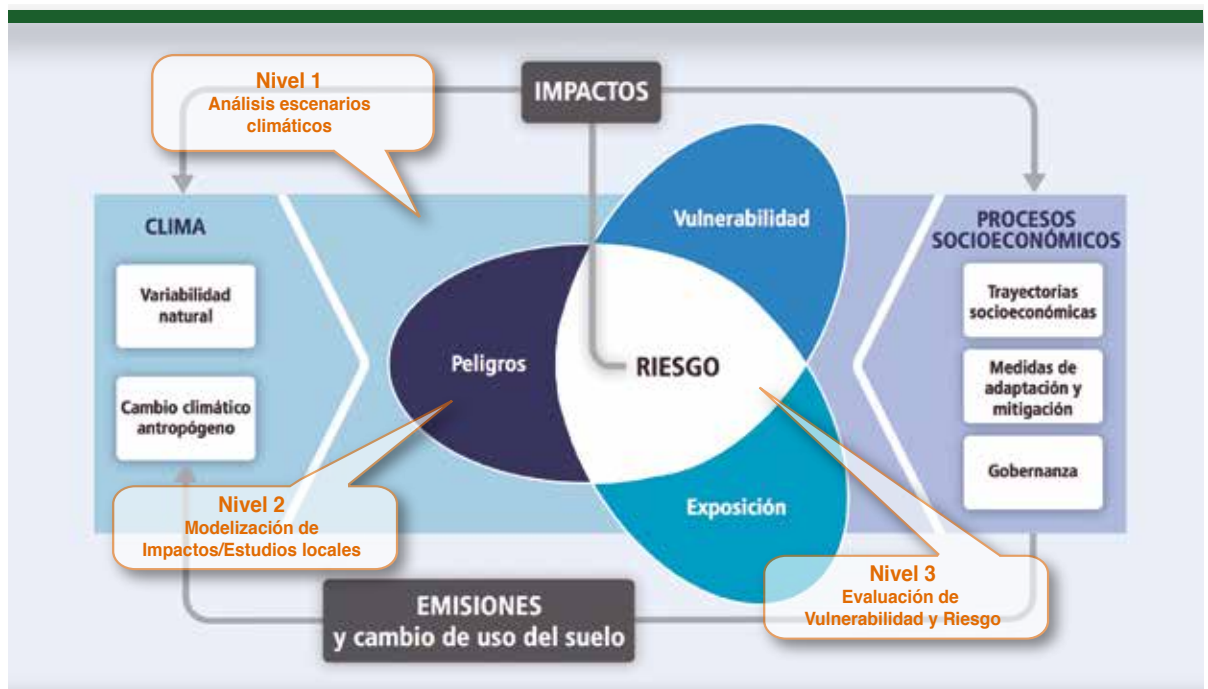 Nivel 1
Análisis escenarios
climáticos
IMPACTOS
CLIMA
Variabilidad
natural
Cambio climático
antropógeno
Vulnerabilidad
Peligros
RIESGO
Exposición
PROCESOS
SOCIOECONÓMICOS
Trayectorias
socioeconómicas
Medidas de
adaptación y
mitigación
Gobernanza
Nivel 2
Modelización de
Impactos/Estudios locales
Nivel 3
Evaluación de
Vulnerabilidad y Riesgo
EMISIONES
y cambio de uso del suelo